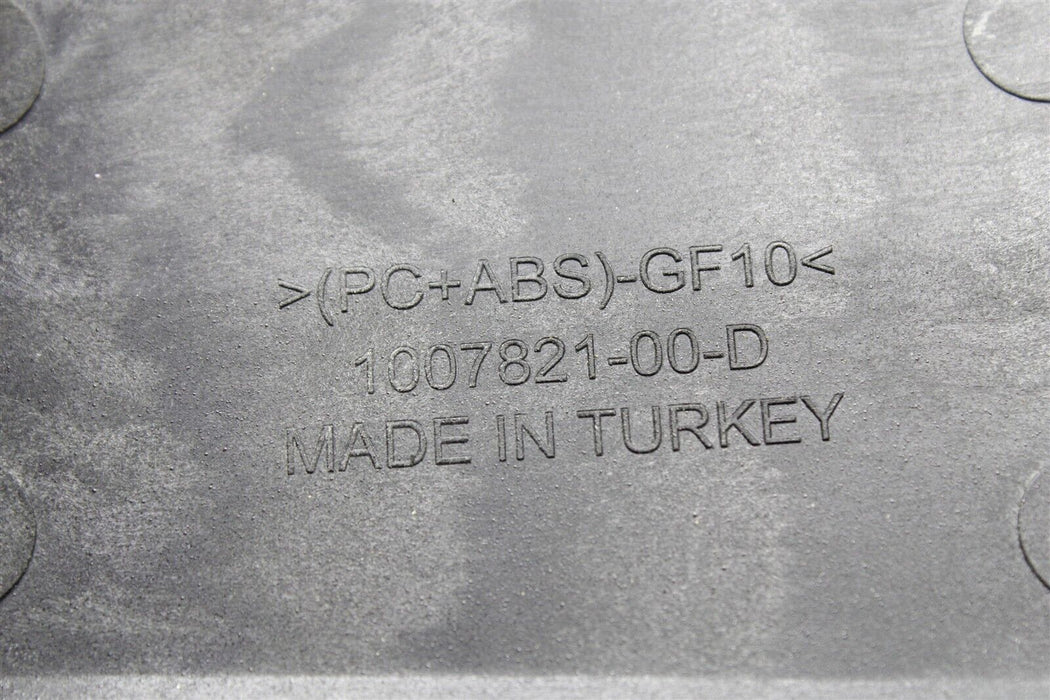 >(PC+ABS)-GF10<
1007821-00-D
MADE IN TURKEY